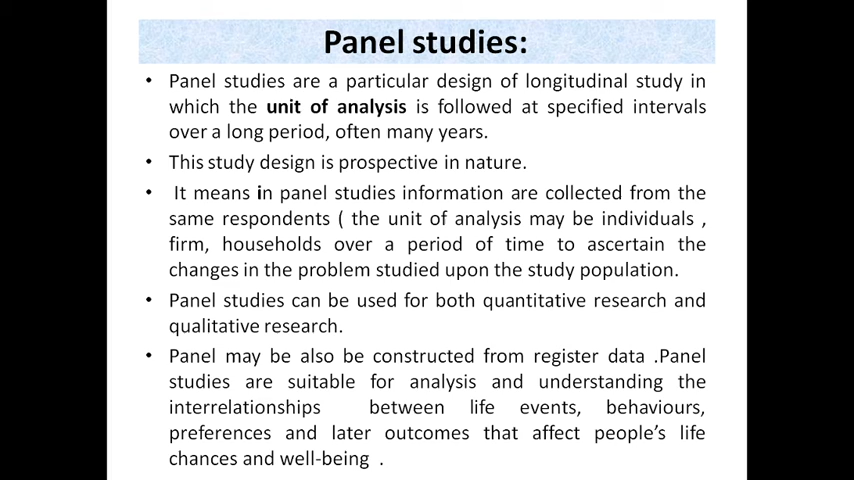 Panel studies:
• Panel studies are a particular design of longitudinal study in
which the unit of analysis is followed at specified intervals
over a long period, often many years.
• This study design is prospective in nature.
• It means in panel studies information are collected from the
same respondents ( the unit of analysis may be individuals ,
firm, households over a period of time to ascertain the
changes in the problem studied upon the study population.
• Panel studies can be used for both quantitative research and
qualitative research.
• Panel may be also be constructed from register data .Panel
studies are suitable for analysis and understanding the
interrelationships between life events, behaviours,
preferences and later outcomes that affect people’s life
chances and well-being .